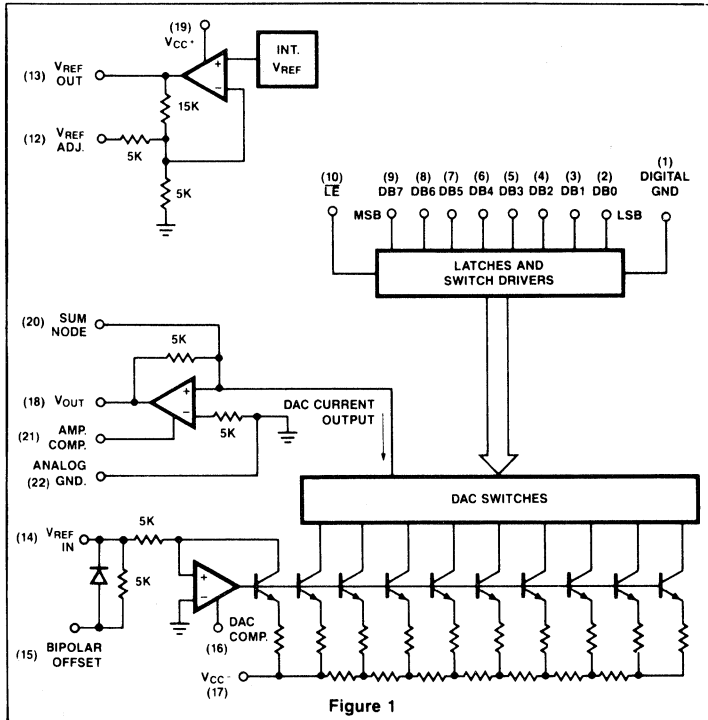 (19)
VCC+
INT.
VREF
(13) VREF OUT
15K
(12) VREF ADJ.
5K
5K
(10)
LE
(9)
DB7
(8)
DB6
(7)
DB5
(6)
DB4
(5)
DB3
(4)
DB2
(3)
DB1
(2)
DB0
(1)
DIGITAL
GND
MSB
LSB
LATCHES AND
SWITCH DRIVERS
(20) SUM NODE
5K
(18) VOUT
+
−
5K
(21) AMP. COMP.
ANALOG
(22) GND.
DAC CURRENT
OUTPUT
DAC SWITCHES
(14) VREF IN
5K
5K
+
−
DAC
COMP.
(16)
(15) BIPOLAR OFFSET
VCC-
(17)
Figure 1